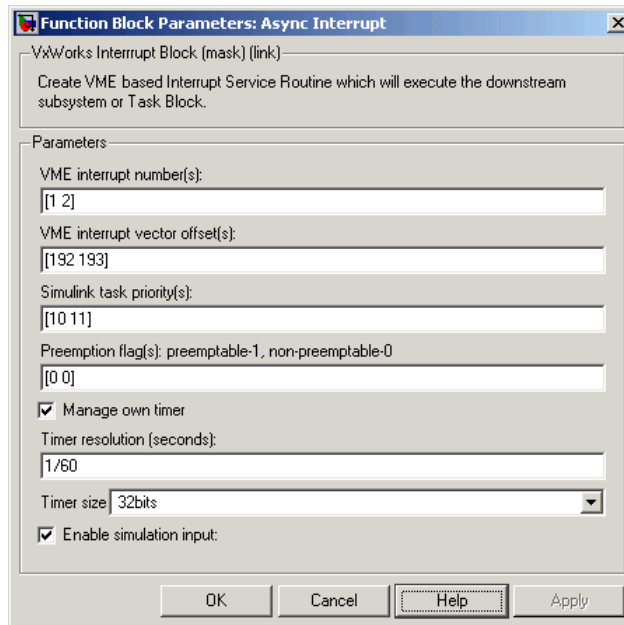 Function Block Parameters: Async Interrupt
VxWorks Interrrupt Block (mask) (link)
Create VME based Interrupt Service Routine which will execute the downstream
subsystem or Task Block.
Parameters
VME interrupt number(s):
[1 2]
VME interrupt vector offset(s):
[192 193]
Simulink task priority(s):
[10 11]
Preemption flag(s): preemptable-1, non-preemptable-0
[0 0]
Manage own timer
Timer resolution (seconds):
1/60
Timer size 32bits
Enable simulation input:
OK Cancel Help Apply